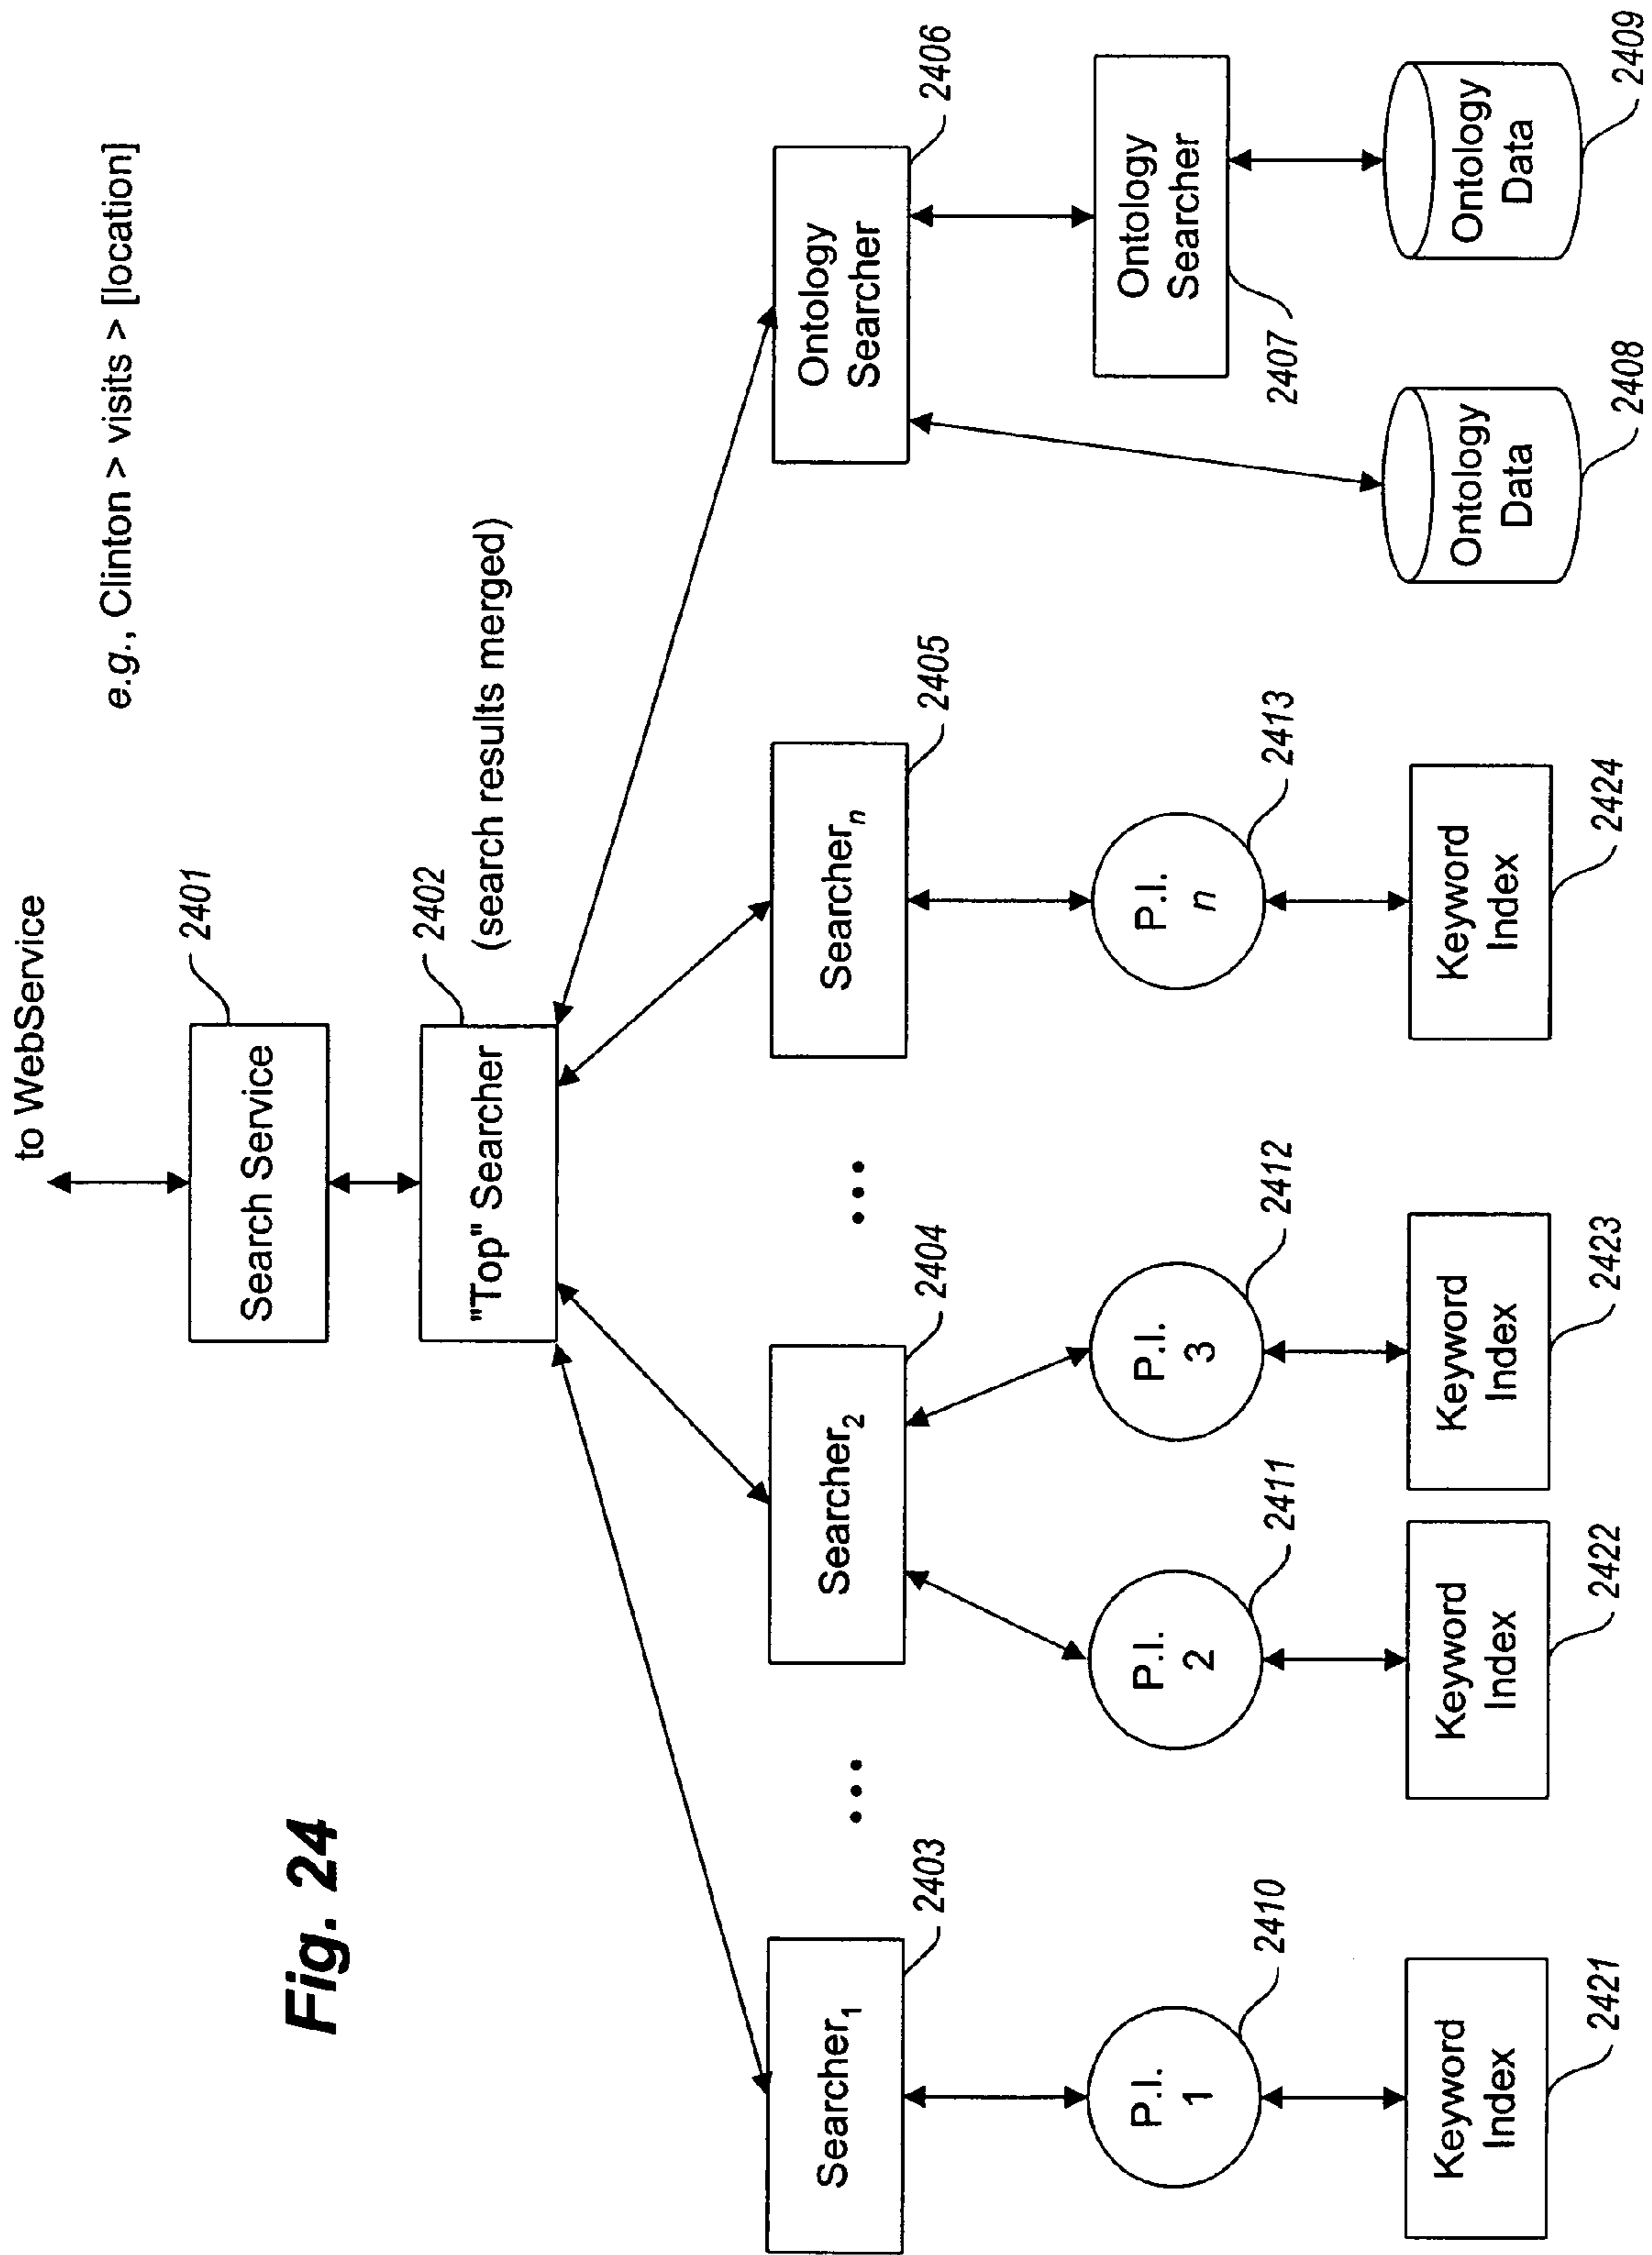 to WebService
e.g., Clinton > visits > [location]
2401
Search Service
2402
"Top" Searcher
(search results merged)
Fig. 24
2403
Searcher1
...
2404
Searcher2
...
2405
Searchern
2406
Ontology
Searcher
2410
P.I.
1
2411
P.I.
2
2412
P.I.
3
2413
P.I.
n
Ontology
Searcher
2407
Keyword
Index
2421
Keyword
Index
2422
Keyword
Index
2423
Keyword
Index
2424
Ontology
Data
2408
Ontology
Data
2409